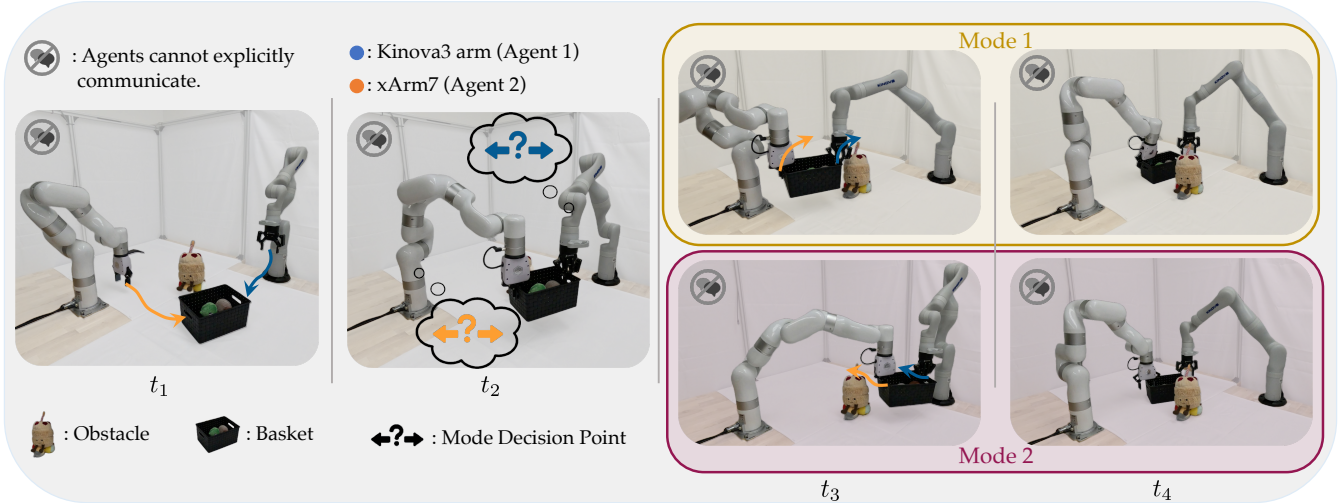 : Agents cannot explicitly
communicate.
: Kinova3 arm (Agent 1)
: xArm7 (Agent 2)
Mode 1
?
?
t1
t2
: Obstacle
: Basket
? : Mode Decision Point
Mode 2
t3
t4